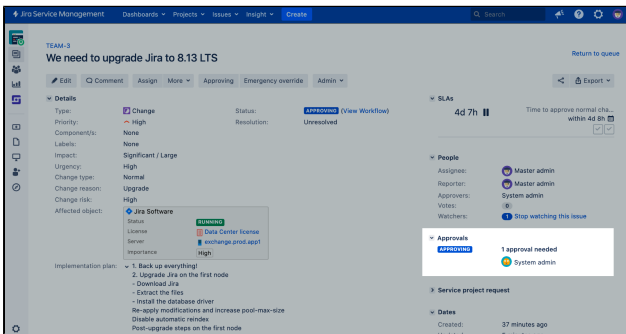 Jira Service Management Dashboards Projects Issues Insight Create Search
TEAM-3
We need to upgrade Jira to 8.13 LTS
Return to queue
Edit Comment Assign More Approving Emergency override Admin Export
Details
Type: Change Status: APPROVING (View Workflow)
Priority: High Resolution: Unresolved
Component/s: None
Labels: None
Impact: Significant / Large
Urgency: High
Change type: Normal
Change reason: Upgrade
Change risk: High
Affected object: Jira Software
Status RUNNING
License Data Center license
Server exchange.prod.app1
Importance High
Implementation plan: 1. Back up everything!
2. Upgrade Jira on the first node
- Download Jira
- Extract the files
- Install the database driver
Re-apply modifications and increase pool-max-size
Disable automatic reindex
Post-upgrade steps on the first node
SLAs
4d 7h Time to approve normal cha...
within 4d 8h
People
Assignee: Master admin
Reporter: Master admin
Approvers: System admin
Votes: 0
Watchers: 1 Stop watching this issue
Approvals
APPROVING 1 approval needed
System admin
Service project request
Dates
Created: 37 minutes ago